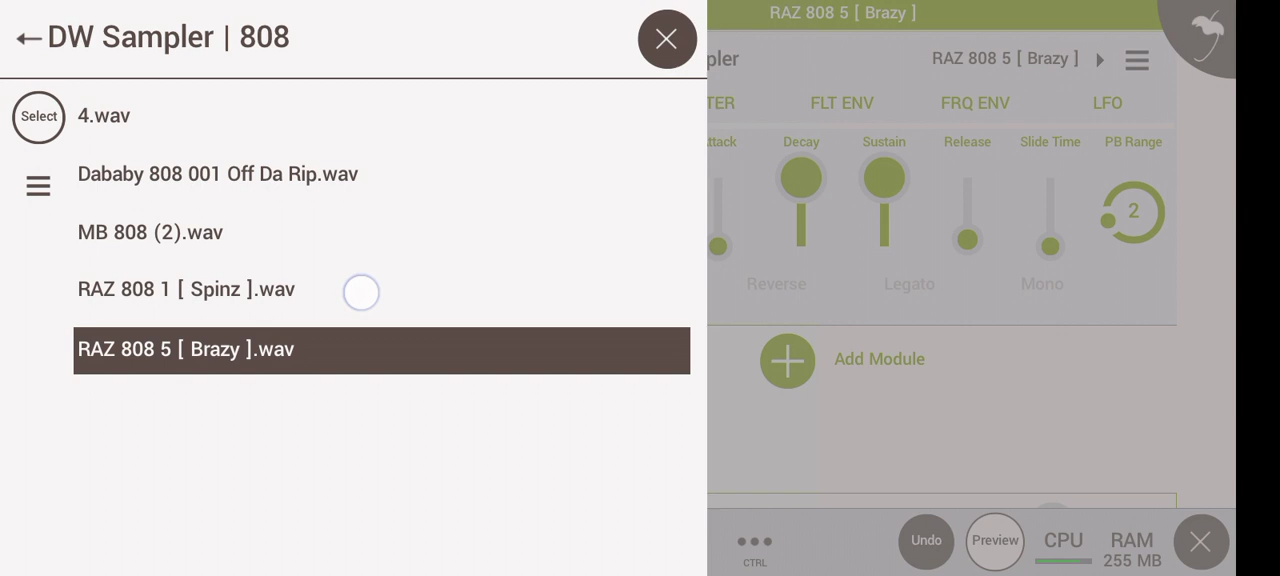 DW Sampler | 808
Select
4.wav
Dababy 808 001 Off Da Rip.wav
MB 808 (2).wav
RAZ 808 1 [ Spinz ].wav
RAZ 808 5 [ Brazy ].wav
RAZ 808 5 [ Brazy ]
pler
RAZ 808 5 [ Brazy ]
TER
FLT ENV
FRQ ENV
LFO
ttack
Decay
Sustain
Release
Slide Time
PB Range
2
Reverse
Legato
Mono
Add Module
CTRL
Undo
Preview
CPU
RAM
255 MB